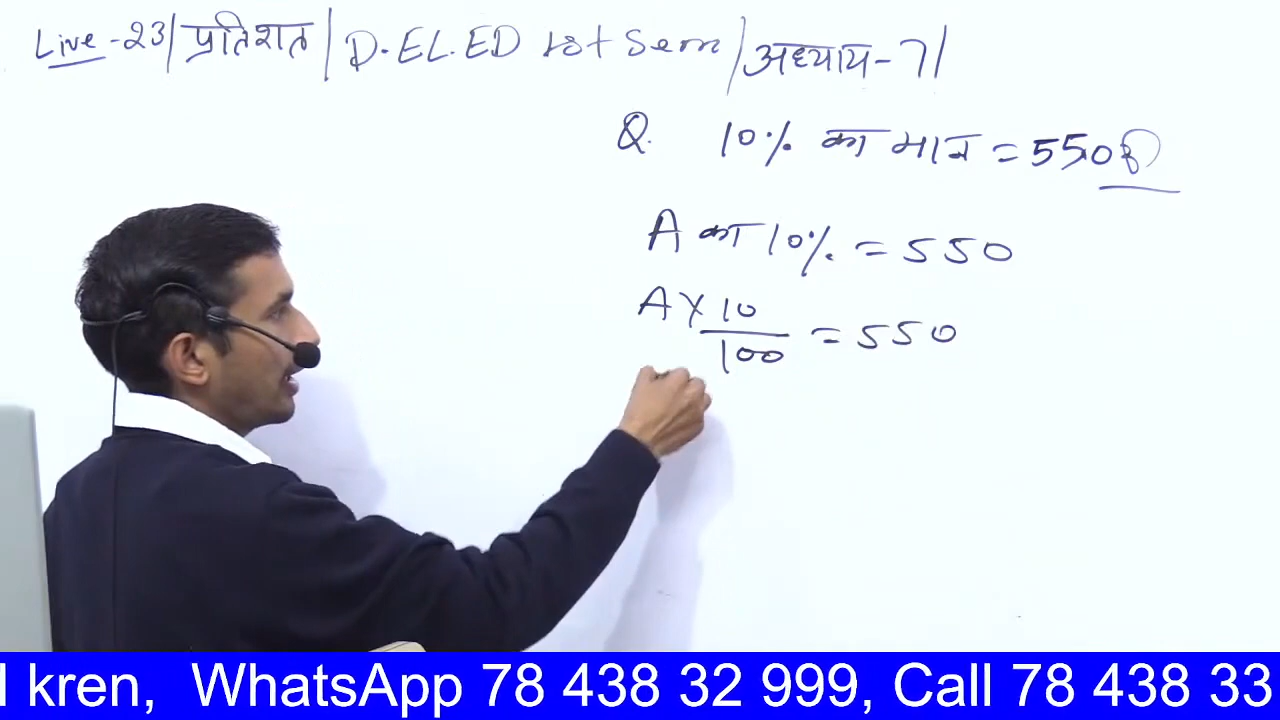 Live-23/प्रतिशत/D.EL.ED 1st Sem/अध्याय-7/
Q. 10% का मान = 550 है
A का 10% = 550
A × 10/100 = 550
kren, WhatsApp 78 438 32 999, Call 78 438 33